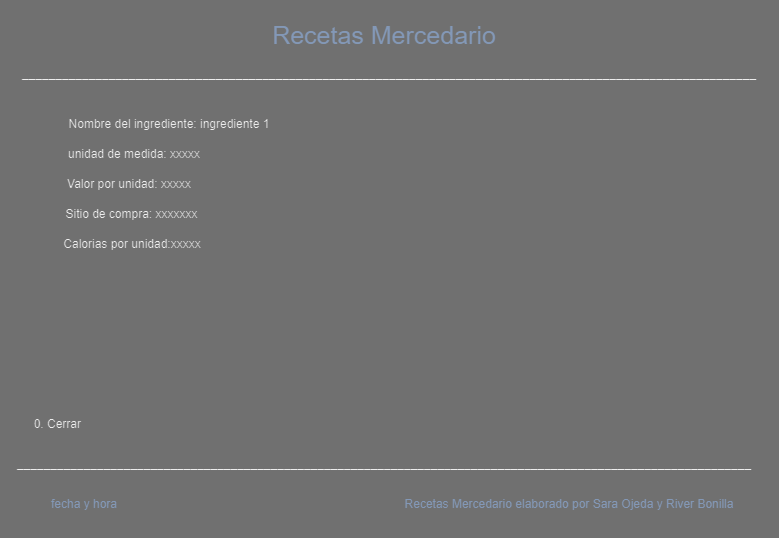 Recetas Mercedario
Nombre del ingrediente: ingrediente 1
unidad de medida: xxxxx
Valor por unidad: xxxxx
Sitio de compra: xxxxxxx
Calorias por unidad:xxxxx
0. Cerrar
fecha y hora
Recetas Mercedario elaborado por Sara Ojeda y River Bonilla